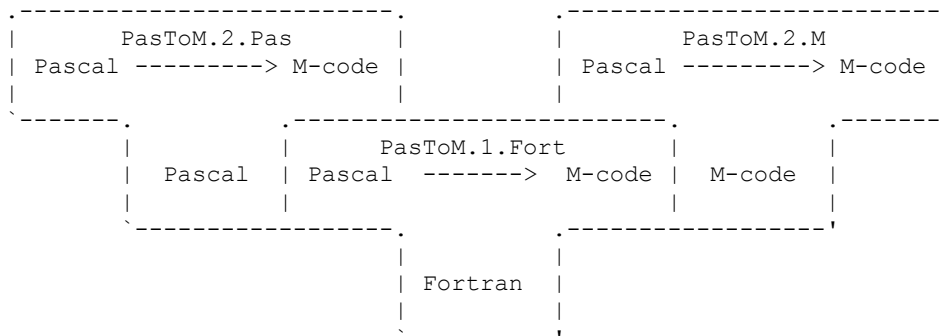 PasToM.2.Pas PasToM.2.M
Pascal ---------> M-code Pascal ---------> M-code
PasToM.1.Fort
Pascal Pascal -------> M-code M-code
Fortran